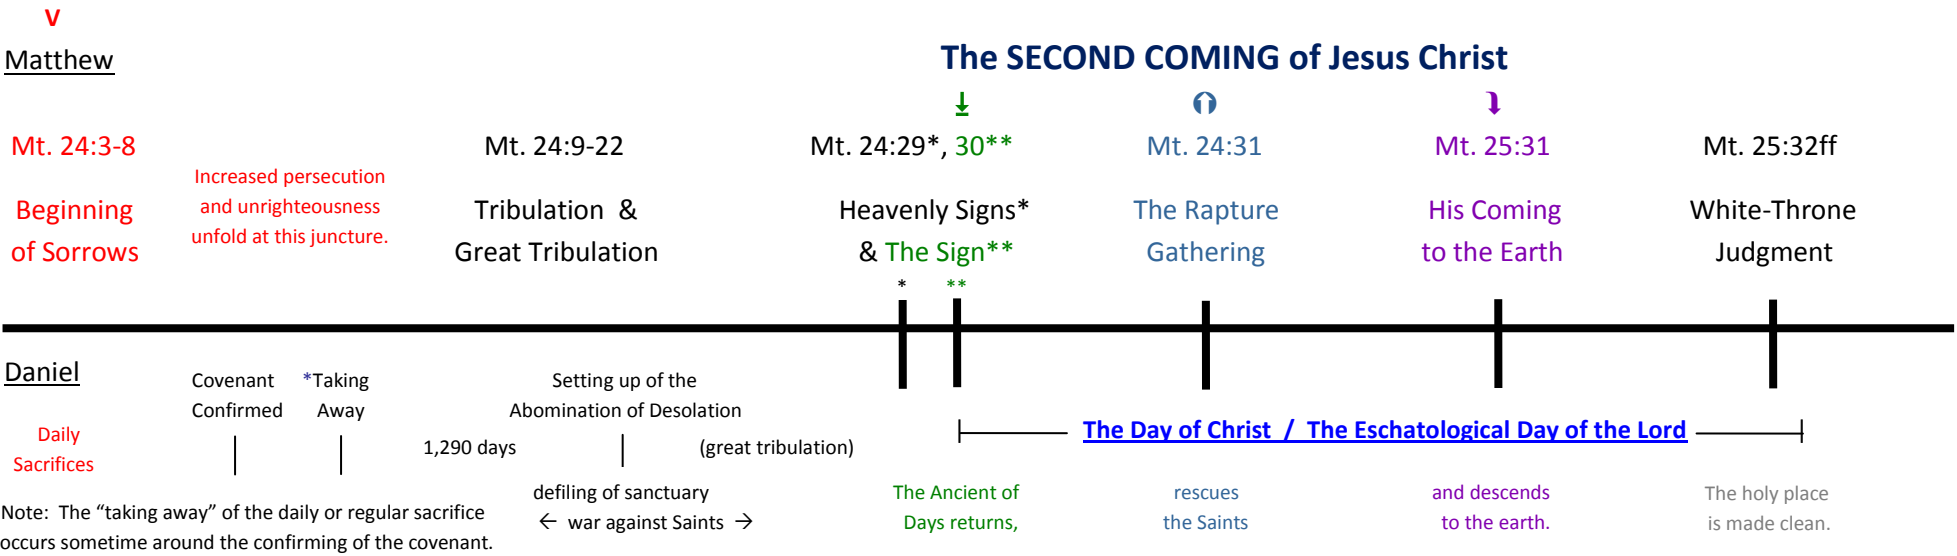 V
Matthew
The SECOND COMING of Jesus Christ
Mt. 24:3-8
Mt. 24:9-22
Mt. 24:29*, 30**
Mt. 24:31
Mt. 25:31
Mt. 25:32ff
Increased persecution
and unrighteousness
unfold at this juncture.
Beginning
of Sorrows
Tribulation &
Great Tribulation
Heavenly Signs*
& The Sign**
The Rapture
Gathering
His Coming
to the Earth
White-Throne
Judgment
* **
Daniel
Daily
Sacrifices
Covenant
Confirmed
*Taking
Away
1,290 days
Setting up of the
Abomination of Desolation
(great tribulation)
The Day of Christ / The Eschatological Day of the Lord
Note: The “taking away” of the daily or regular sacrifice
occurs sometime around the confirming of the covenant.
defiling of sanctuary
← war against Saints →
The Ancient of
Days returns,
rescues
the Saints
and descends
to the earth.
The holy place
is made clean.